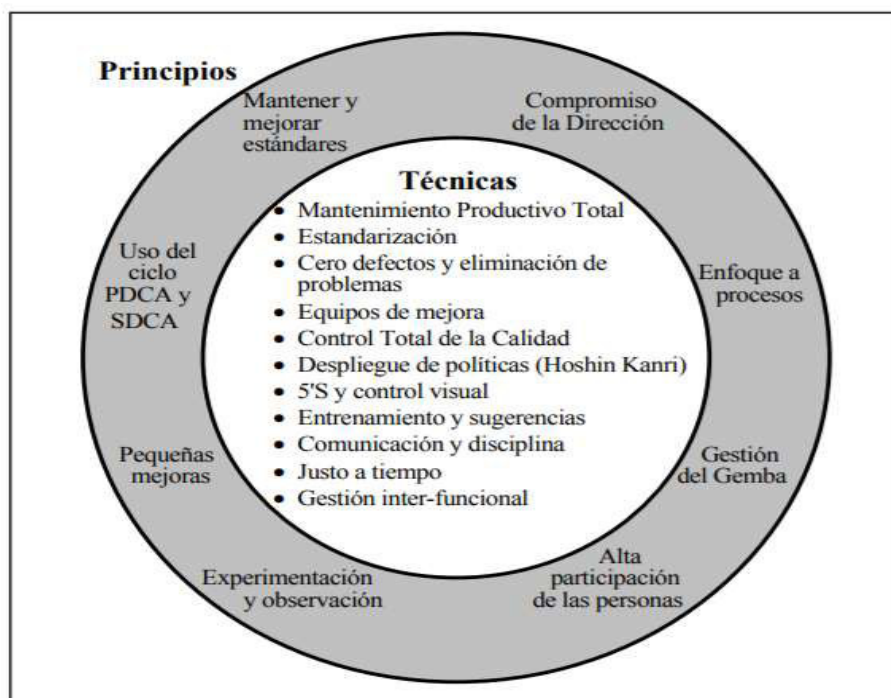 Principios
Mantener y
mejorar
estándares
Compromiso
de la Dirección
Enfoque a
procesos
Gestión
del Gemba
Alta
participación
de las personas
Experimentación
y observación
Pequeñas
mejoras
Uso del
ciclo
PDCA y
SDCA
Técnicas
• Mantenimiento Productivo Total
• Estandarización
• Cero defectos y eliminación de
problemas
• Equipos de mejora
• Control Total de la Calidad
• Despliegue de políticas (Hoshin Kanri)
• 5'S y control visual
• Entrenamiento y sugerencias
• Comunicación y disciplina
• Justo a tiempo
• Gestión inter-funcional